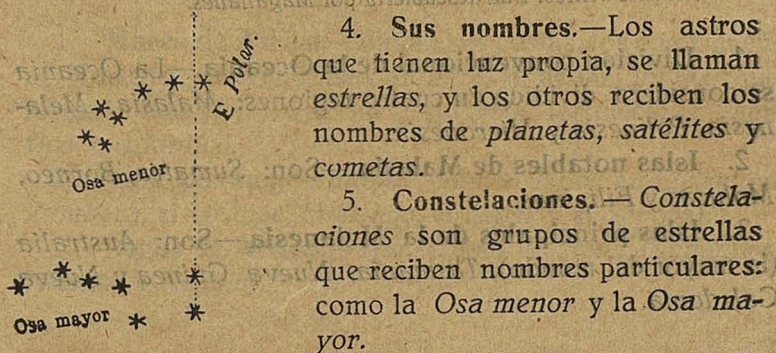 E Polar.
Osa menor
Osa mayor
4. Sus nombres.—Los astros
que tienen luz propia, se llaman
estrellas, y los otros reciben los
nombres de planetas, satélites y
cometas.
5. Constelaciones.— Constela-
ciones son grupos de estrellas
que reciben nombres particulares:
como la Osa menor y la Osa ma-
yor.